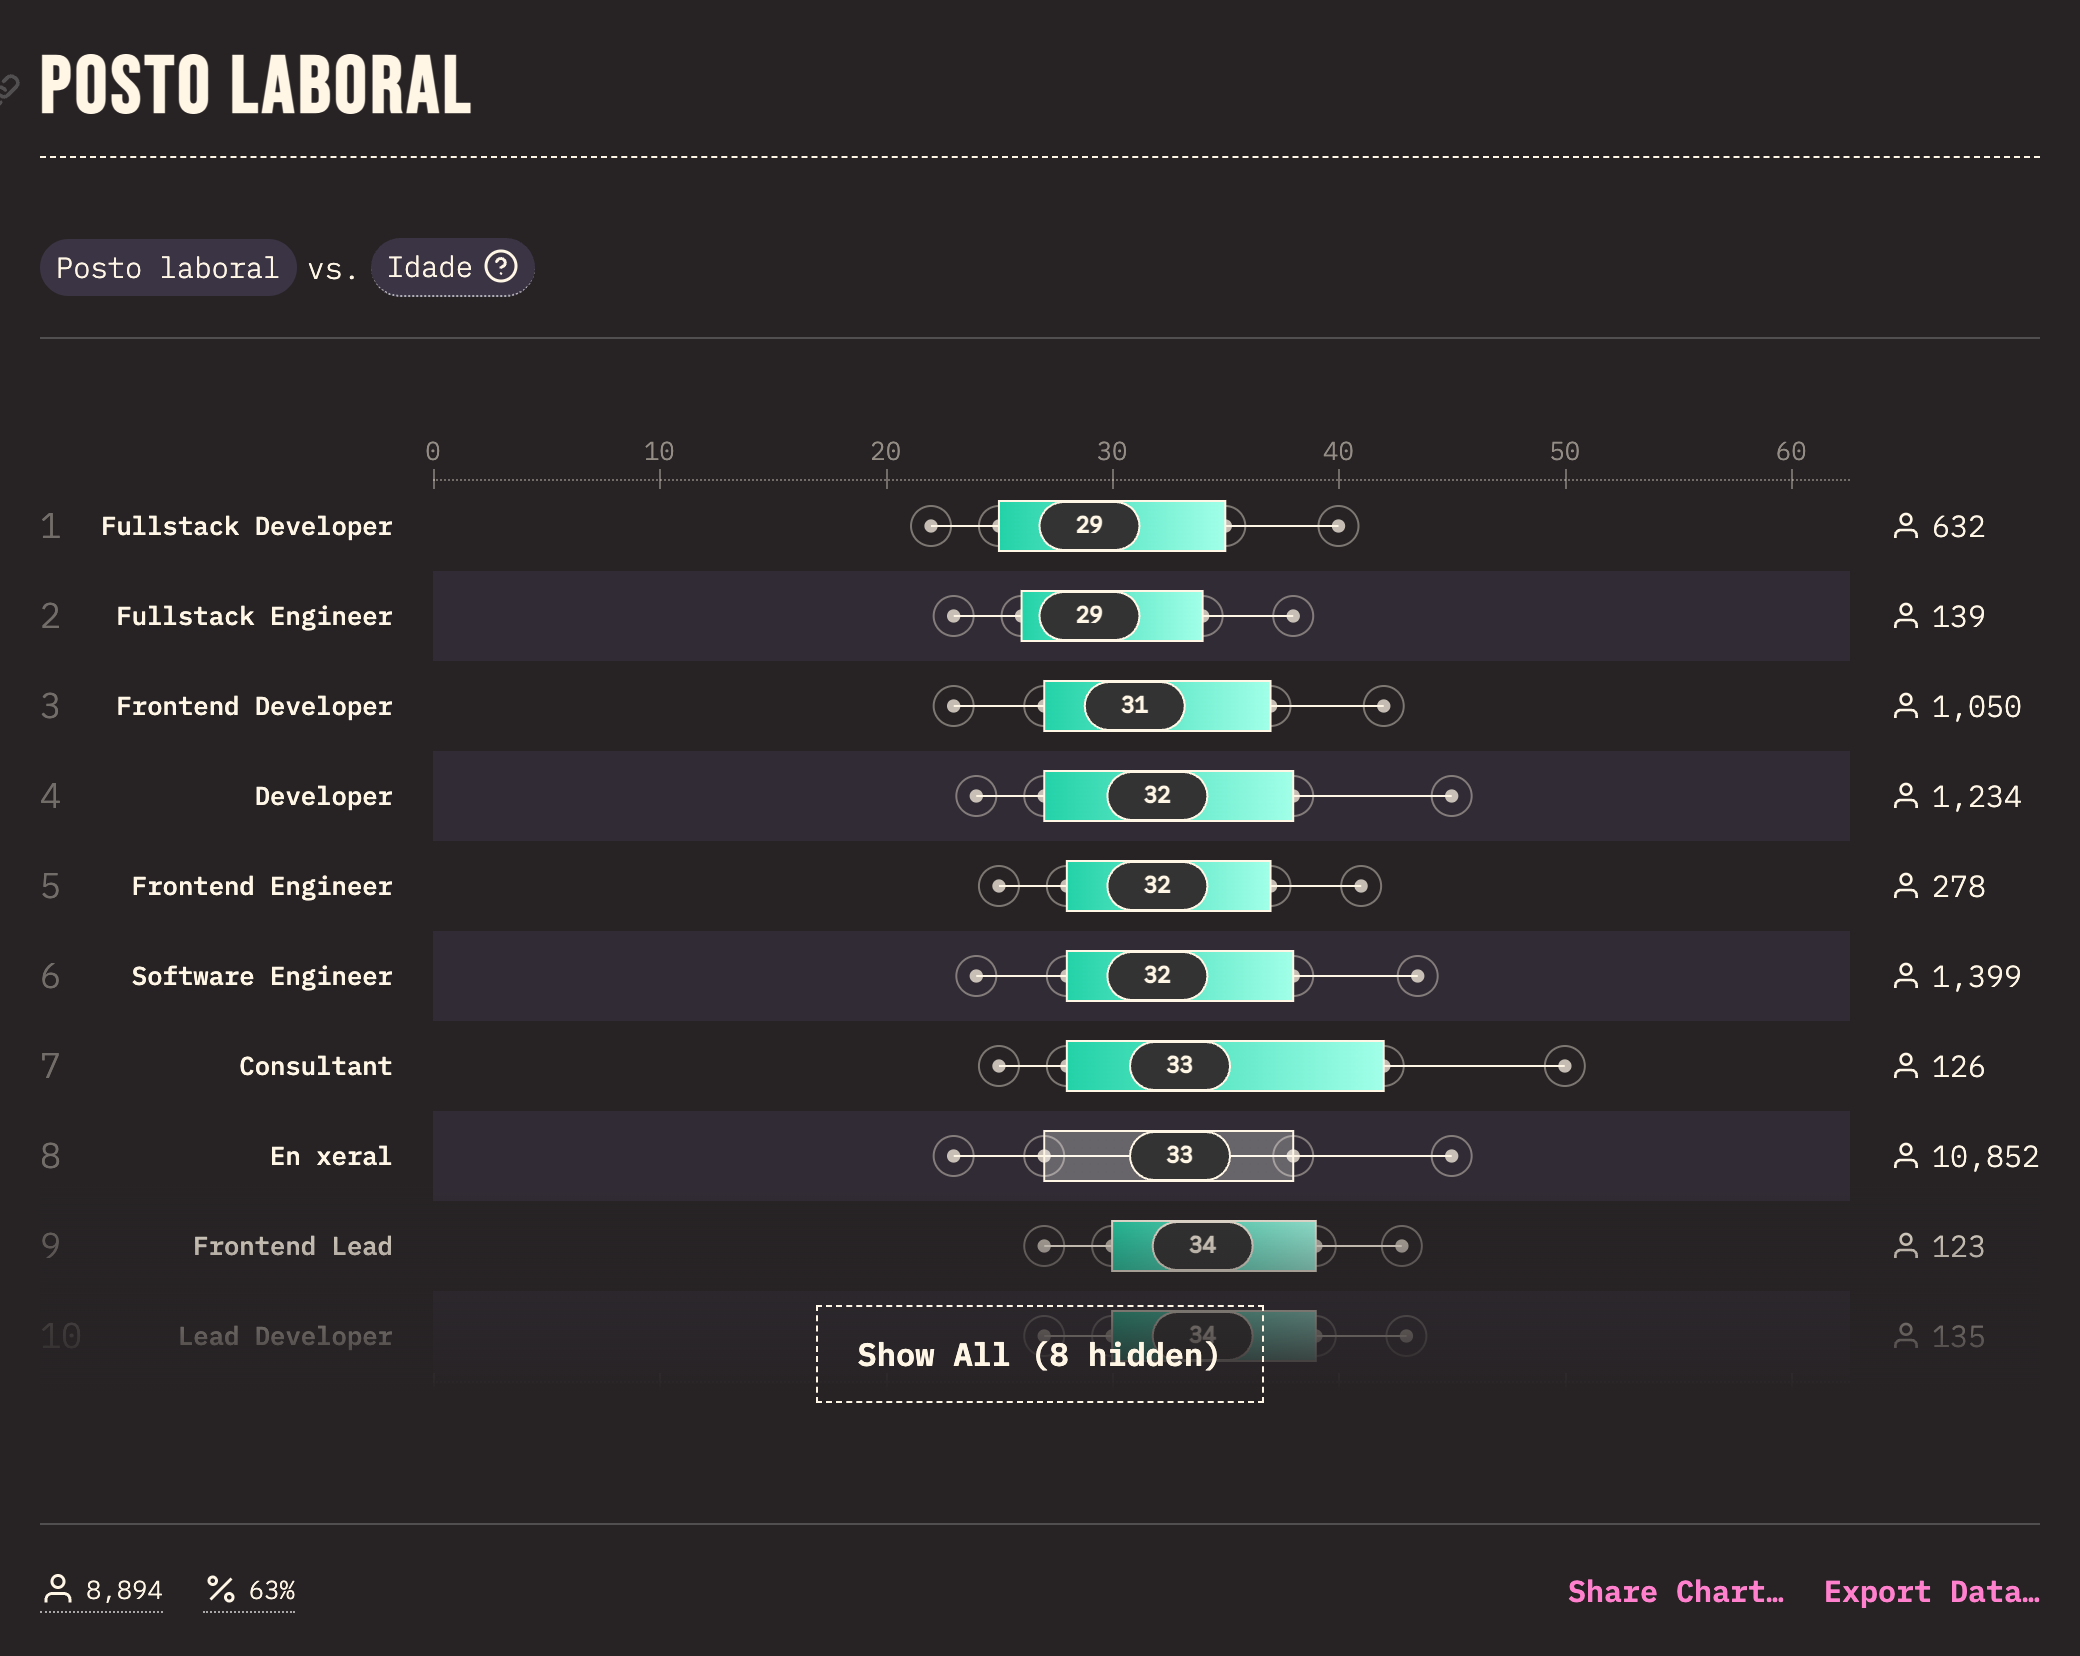 POSTO LABORAL
Posto laboral vs. Idade ?
0 10 20 30 40 50 60
1 Fullstack Developer 29 632
2 Fullstack Engineer 29 139
3 Frontend Developer 31 1,050
4 Developer 32 1,234
5 Frontend Engineer 32 278
6 Software Engineer 32 1,399
7 Consultant 33 126
8 En xeral 33 10,852
9 Frontend Lead 34 123
10 Lead Developer 34 135
Show All (8 hidden)
8,894 % 63% Share Chart… Export Data…